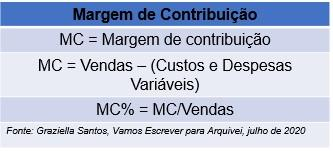 Margem de Contribuição
MC = Margem de contribuição
MC = Vendas – (Custos e Despesas
Variáveis)
MC% = MC/Vendas
Fonte: Graziella Santos, Vamos Escrever para Arquivei, julho de 2020